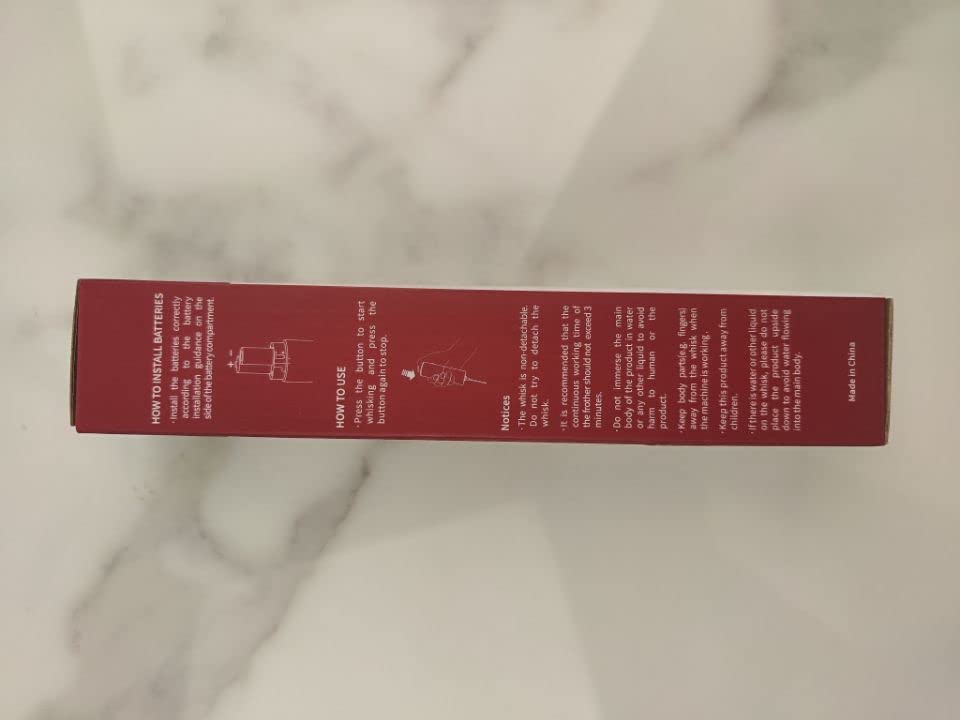 HOW TO INSTALL BATTERIES
·Install the batteries correctly
according to the battery
installation guidance on the
side of the battery compartment.
+ −
HOW TO USE
·Press the button to start
whisking and press the
button again to stop.
Notices
·The whisk is non-detachable.
Do not try to detach the
whisk.
·It is recommended that the
continuous working time of
the frother should not exceed 3
minutes.
·Do not immerse the main
body of the product in water
or any other liquid to avoid
harm to human or the
product.
·Keep body parts(e.g. fingers)
away from the whisk when
the machine is working.
·Keep this product away from
children.
·If there is water or other liquid
on the whisk, please do not
place the product upside
down to avoid water flowing
into the main body.
Made in China